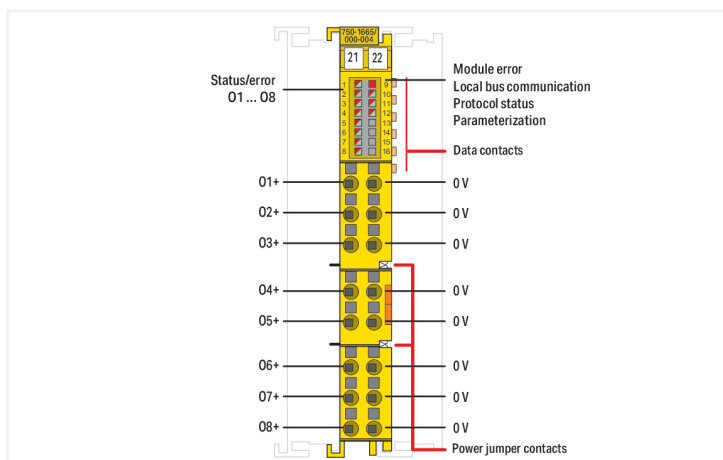 750-1665/
000-004
21 22
Status/error
O1 ... O8
Module error
Local bus communication
Protocol status
Parameterization
Data contacts
1 9
2 10
3 11
4 12
5 13
6 14
7 15
8 16
O1+ 0 V
O2+ 0 V
O3+ 0 V
O4+ 0 V
O5+ 0 V
O6+ 0 V
O7+ 0 V
O8+ 0 V
Power jumper contacts